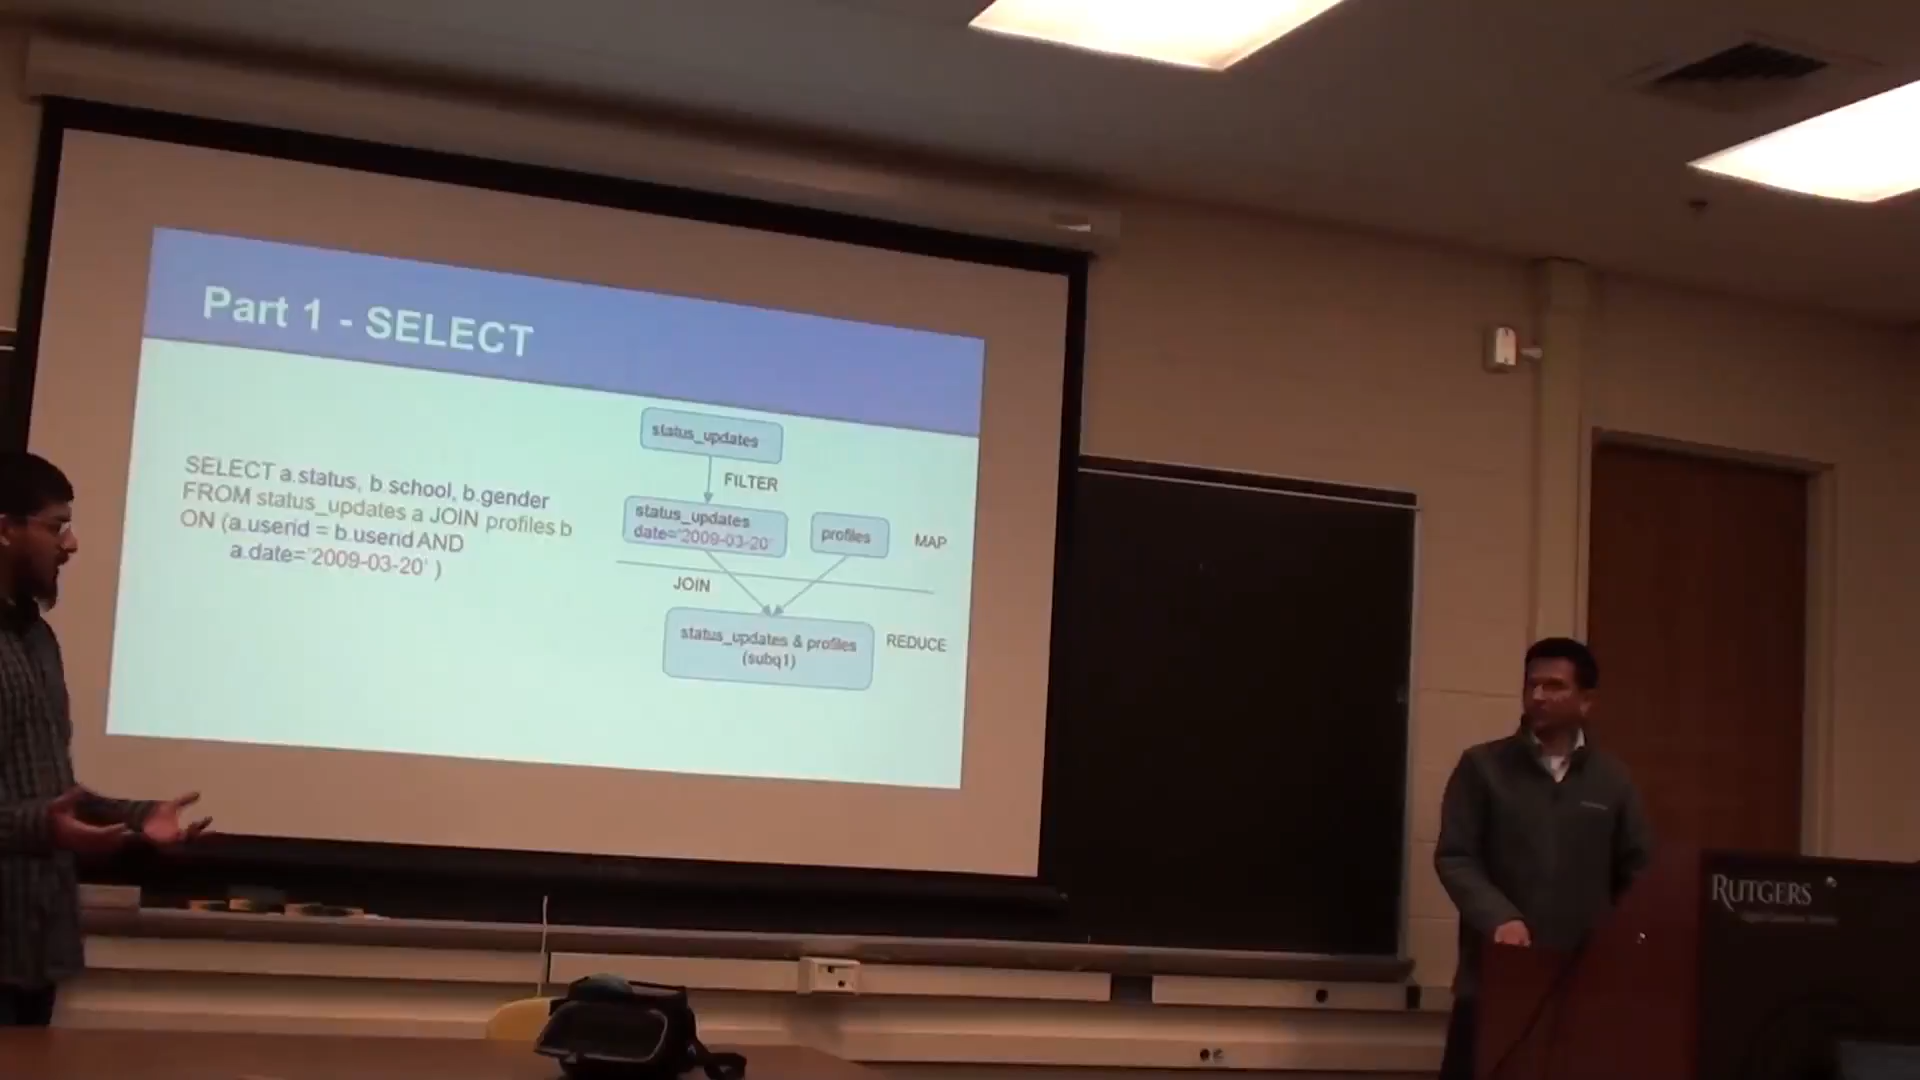 Part 1 - SELECT
SELECT a.status, b.school, b.gender
FROM status_updates a JOIN profiles b
ON (a.userid = b.userid AND
a.date='2009-03-20' )
status_updates
FILTER
status_updates
date='2009-03-20'
profiles
MAP
JOIN
status_updates & profiles
(subq1)
REDUCE
RUTGERS